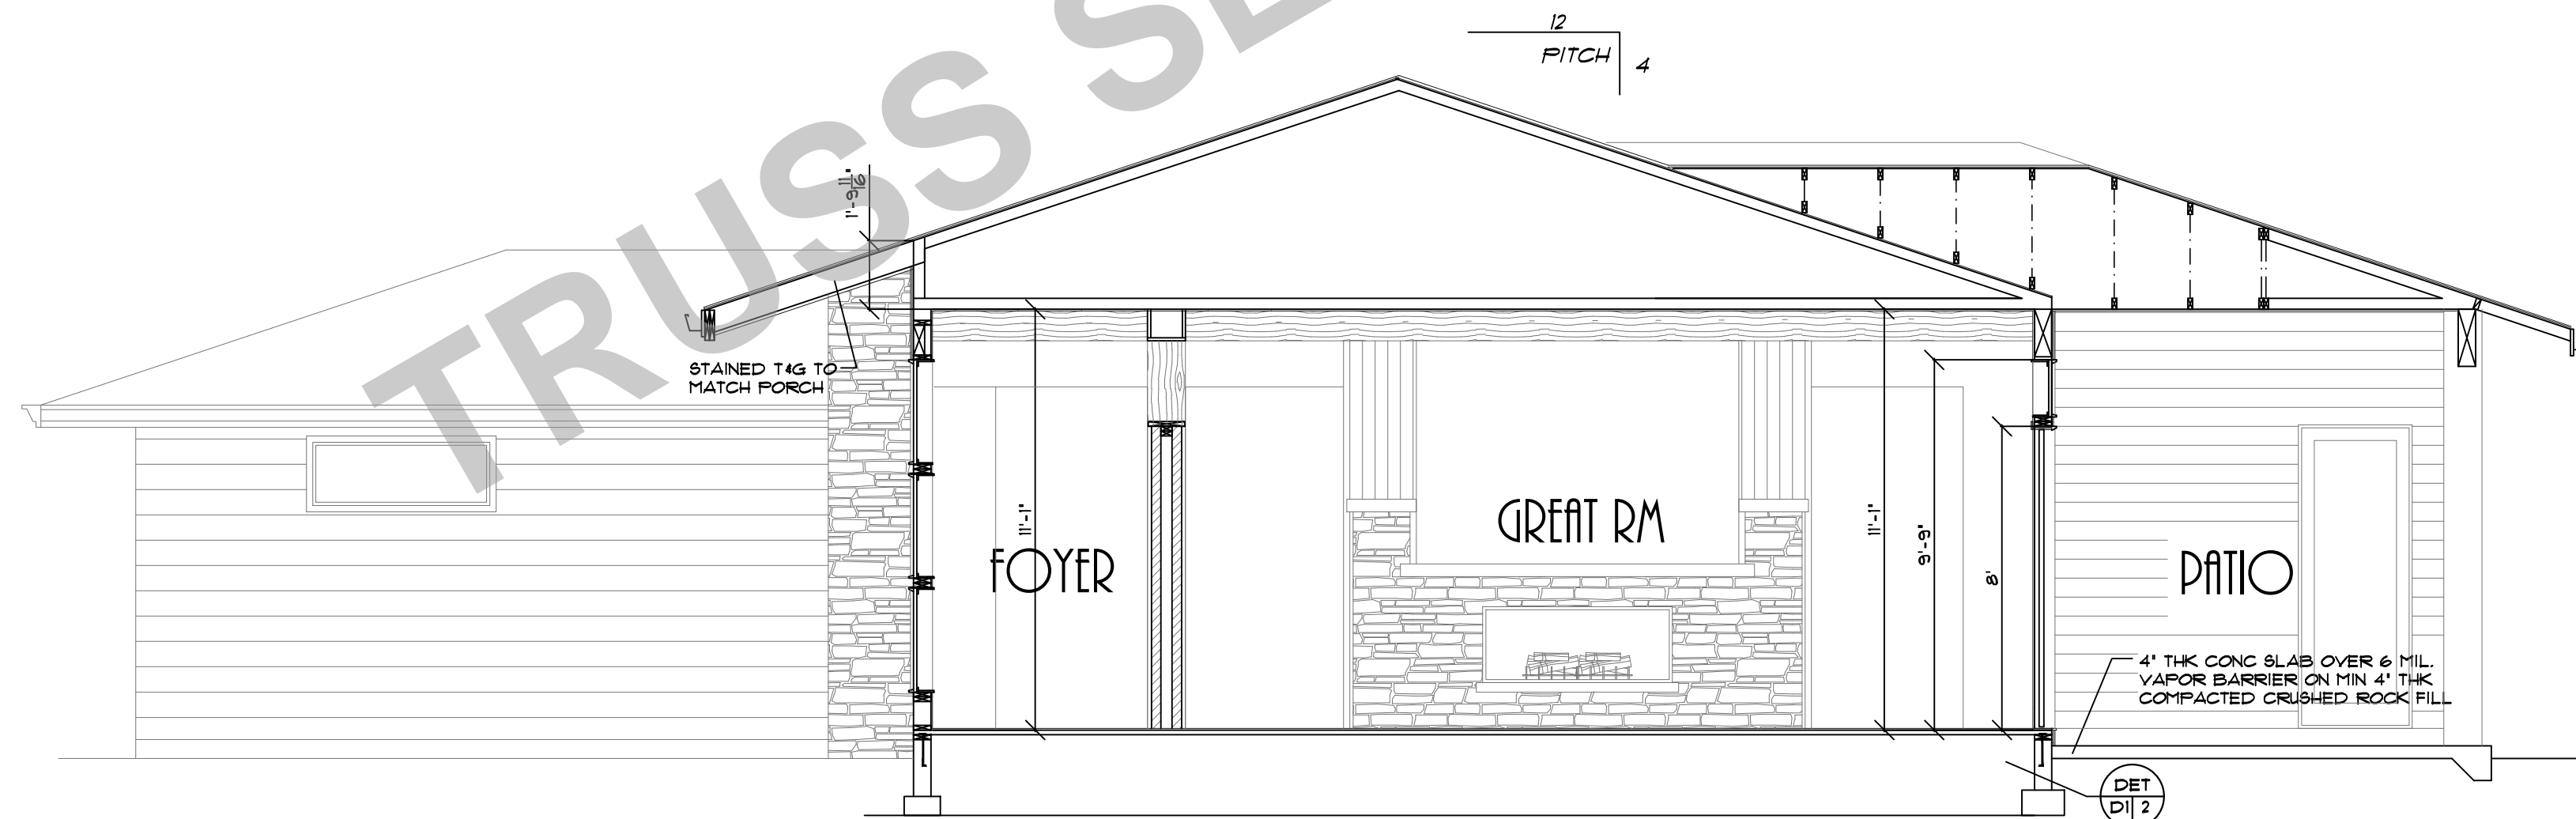 12
PITCH
4
TRUSS SE
1'-9 11/16"
STAINED T&G TO
MATCH PORCH
11'-1"
FOYER
GREAT RM
11'-1"
9'-9"
8'
PATIO
4" THK CONC SLAB OVER 6 MIL.
VAPOR BARRIER ON MIN 4" THK
COMPACTED CRUSHED ROCK FILL
DET
D1 2